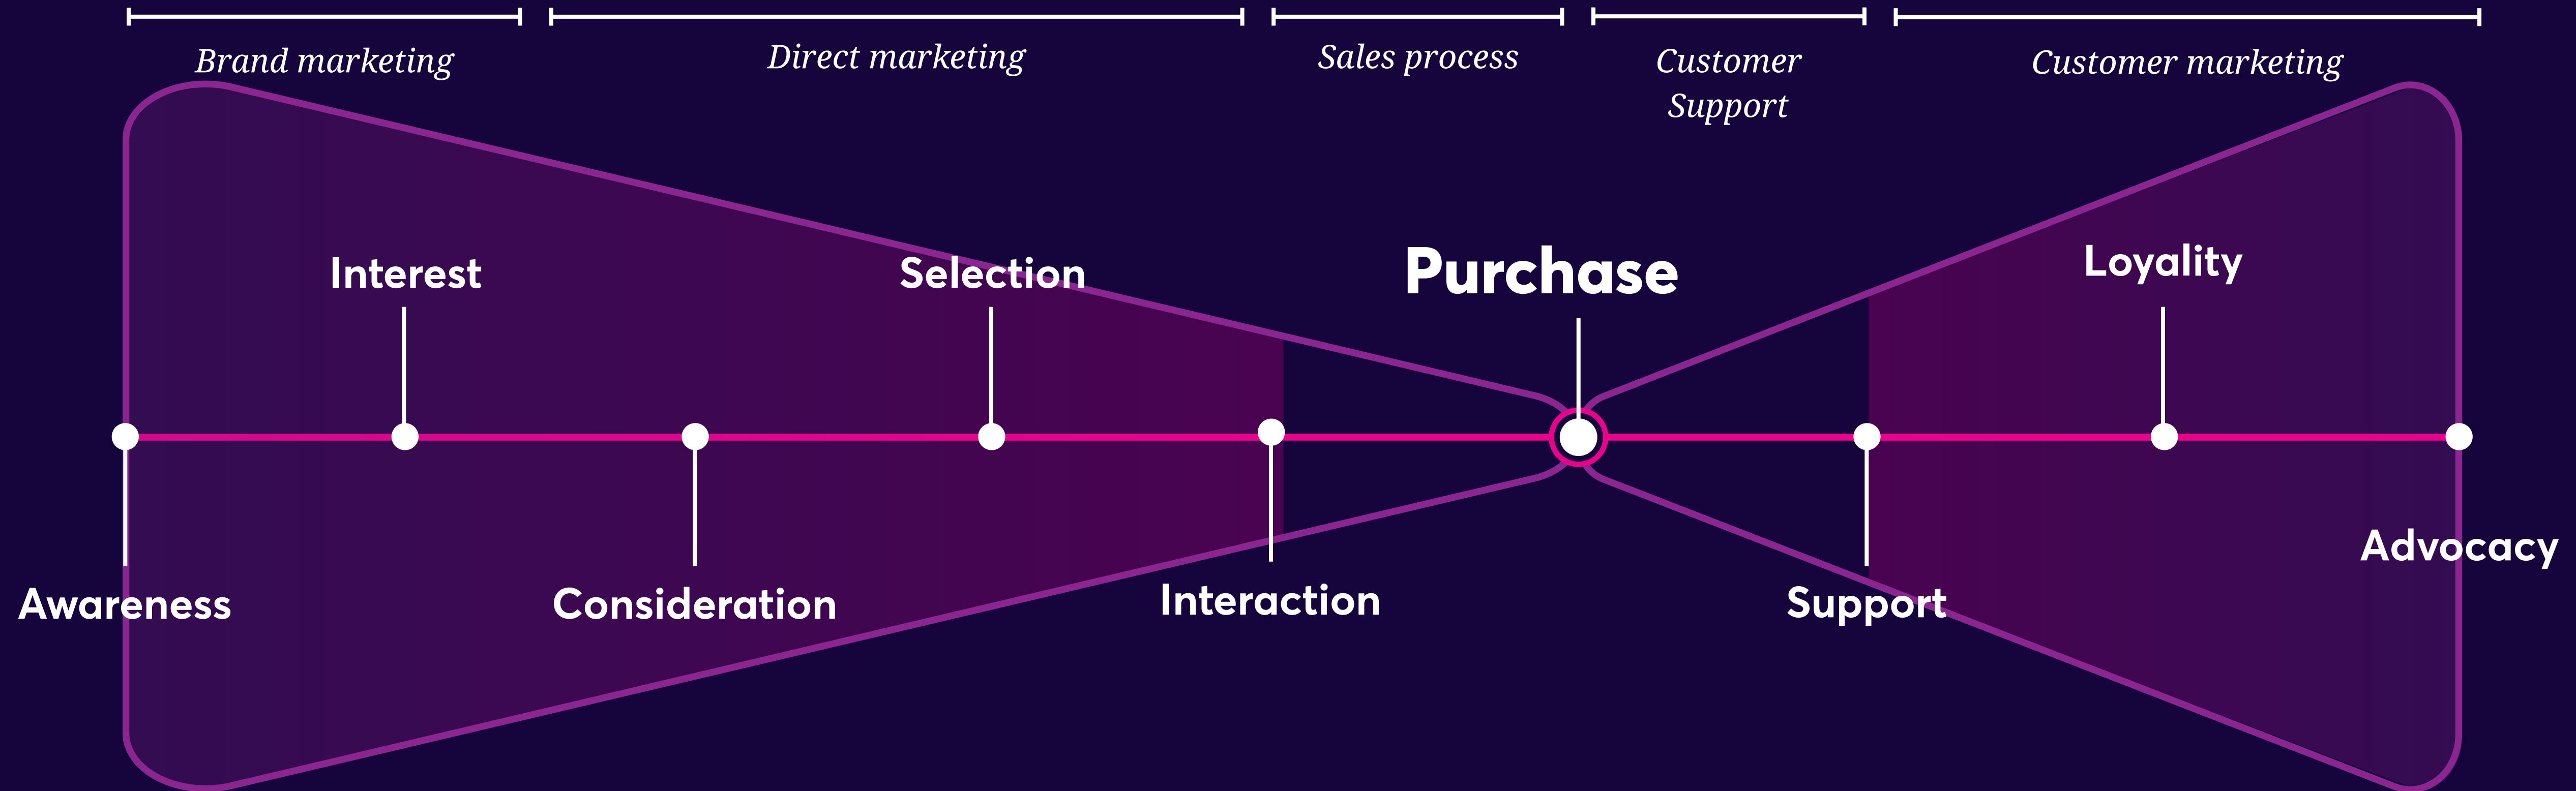 Brand marketing
Direct marketing
Sales process
Customer
Support
Customer marketing
Interest
Selection
Purchase
Loyality
Awareness
Consideration
Interaction
Support
Advocacy